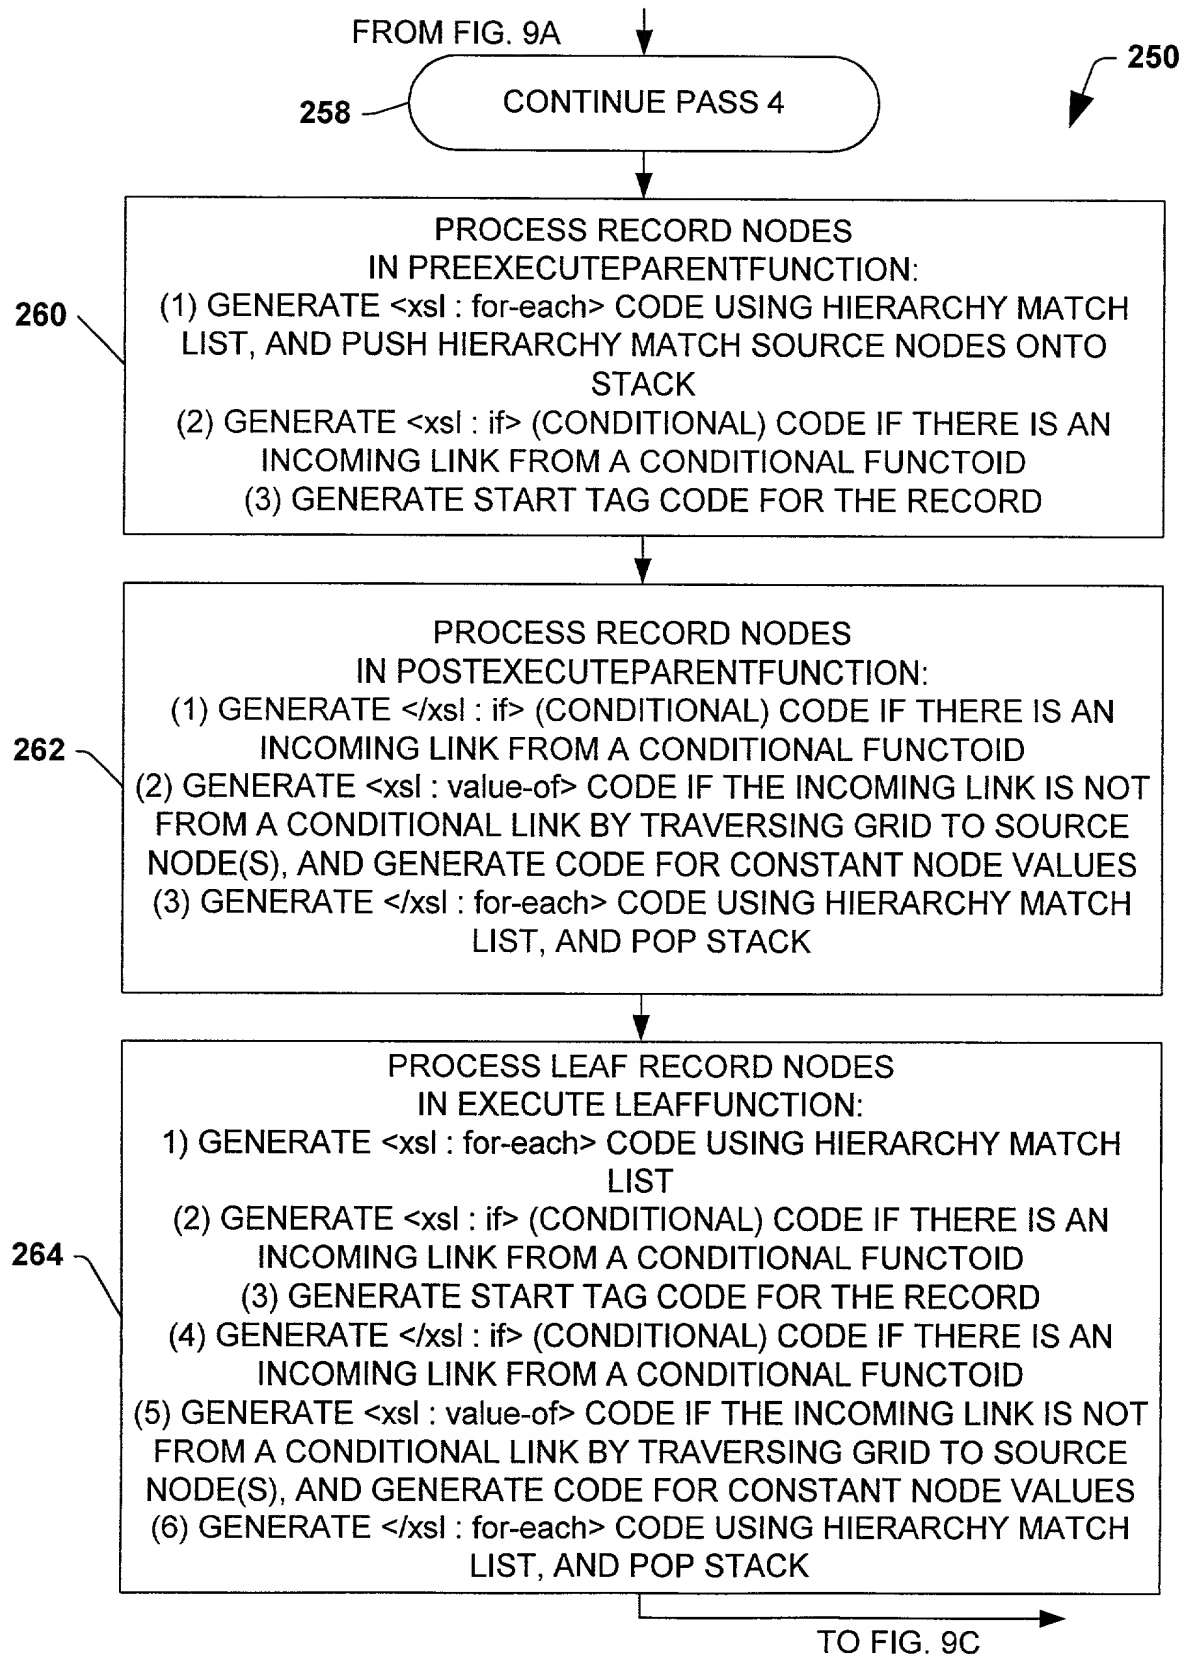 FROM FIG. 9A
250
258
CONTINUE PASS 4
260
PROCESS RECORD NODES
IN PREEXECUTEPARENTFUNCTION:
(1) GENERATE <xsl : for-each> CODE USING HIERARCHY MATCH
LIST, AND PUSH HIERARCHY MATCH SOURCE NODES ONTO
STACK
(2) GENERATE <xsl : if> (CONDITIONAL) CODE IF THERE IS AN
INCOMING LINK FROM A CONDITIONAL FUNCTOID
(3) GENERATE START TAG CODE FOR THE RECORD
262
PROCESS RECORD NODES
IN POSTEXECUTEPARENTFUNCTION:
(1) GENERATE </xsl : if> (CONDITIONAL) CODE IF THERE IS AN
INCOMING LINK FROM A CONDITIONAL FUNCTOID
(2) GENERATE <xsl : value-of> CODE IF THE INCOMING LINK IS NOT
FROM A CONDITIONAL LINK BY TRAVERSING GRID TO SOURCE
NODE(S), AND GENERATE CODE FOR CONSTANT NODE VALUES
(3) GENERATE </xsl : for-each> CODE USING HIERARCHY MATCH
LIST, AND POP STACK
264
PROCESS LEAF RECORD NODES
IN EXECUTE LEAFFUNCTION:
1) GENERATE <xsl : for-each> CODE USING HIERARCHY MATCH
LIST
(2) GENERATE <xsl : if> (CONDITIONAL) CODE IF THERE IS AN
INCOMING LINK FROM A CONDITIONAL FUNCTOID
(3) GENERATE START TAG CODE FOR THE RECORD
(4) GENERATE </xsl : if> (CONDITIONAL) CODE IF THERE IS AN
INCOMING LINK FROM A CONDITIONAL FUNCTOID
(5) GENERATE <xsl : value-of> CODE IF THE INCOMING LINK IS NOT
FROM A CONDITIONAL LINK BY TRAVERSING GRID TO SOURCE
NODE(S), AND GENERATE CODE FOR CONSTANT NODE VALUES
(6) GENERATE </xsl : for-each> CODE USING HIERARCHY MATCH
LIST, AND POP STACK
TO FIG. 9C